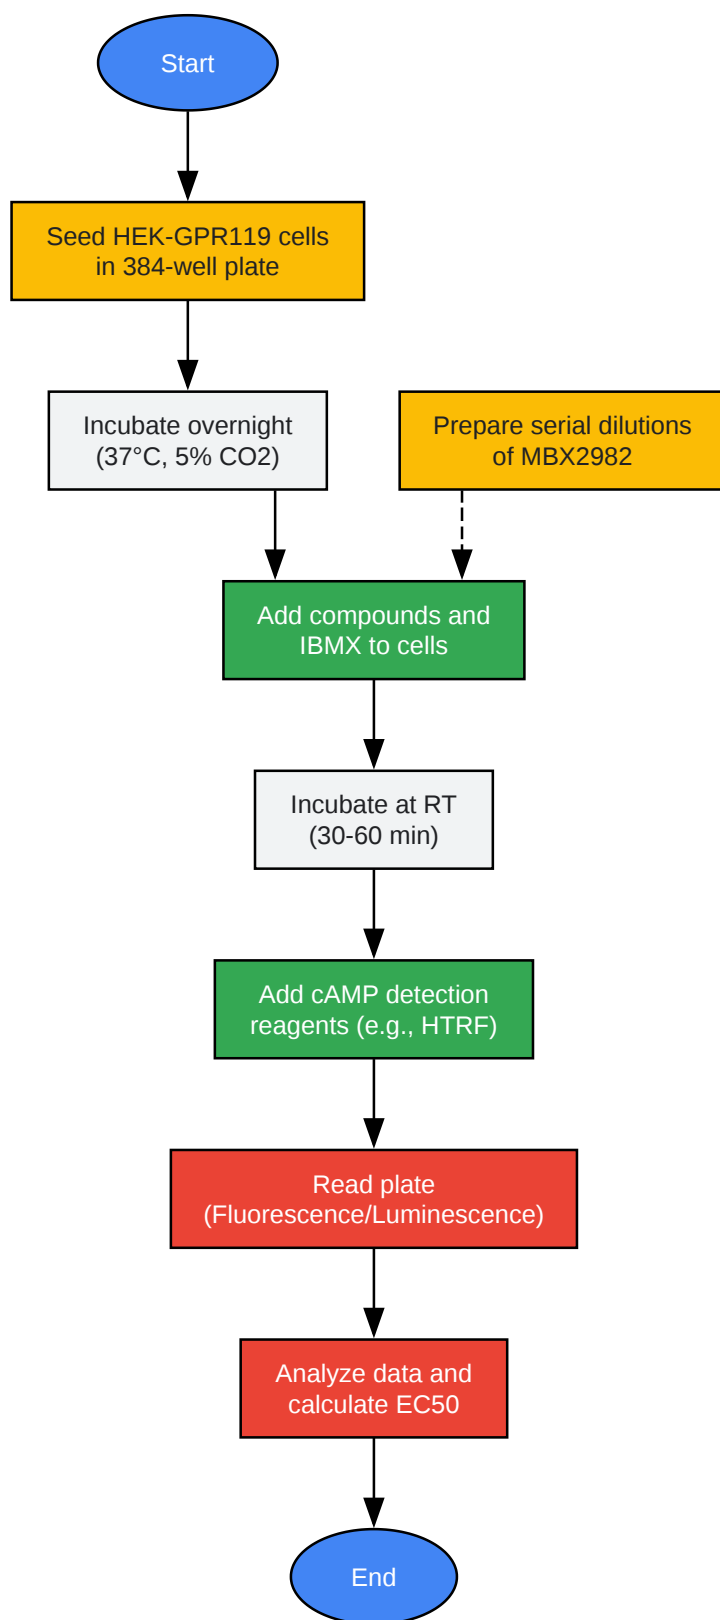 Start
Seed HEK-GPR119 cells
in 384-well plate
Incubate overnight
(37°C, 5% CO2)
Prepare serial dilutions
of MBX2982
Add compounds and
IBMX to cells
Incubate at RT
(30-60 min)
Add cAMP detection
reagents (e.g., HTRF)
Read plate
(Fluorescence/Luminescence)
Analyze data and
calculate EC50
End